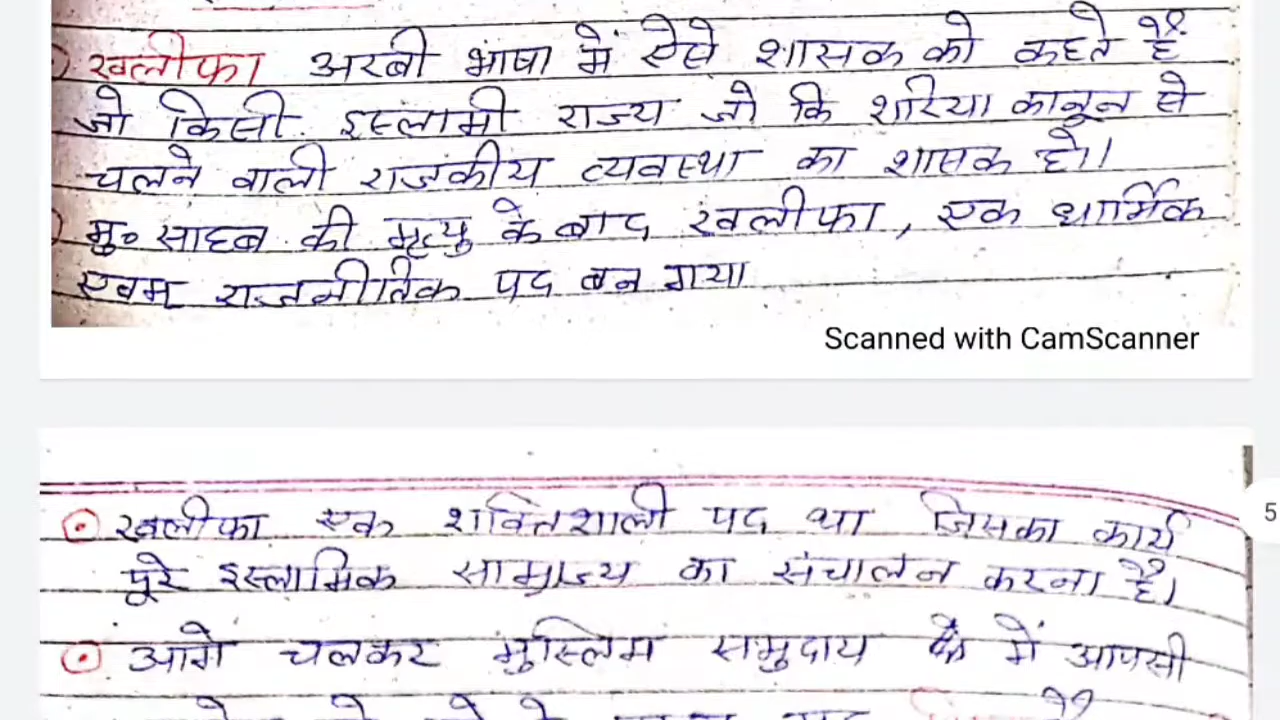 खलीफा अरबी भाषा में ऐसे शासक को कहते हैं
जो किसी इस्लामी राज्य जो कि शरिया कानून से
चलने वाली राजकीय व्यवस्था का शासक हो।।
मु० साहब की मृत्यु के बाद खलीफा, एक धार्मिक
एवम राजनीतिक पद बन गया
Scanned with CamScanner
खलीफा एक शक्तिशाली पद था जिसका कार्य
5
पूरे इस्लामिक साम्राज्य का संचालन करना है।
आगे चलकर मुस्लिम समुदाय में आपसी